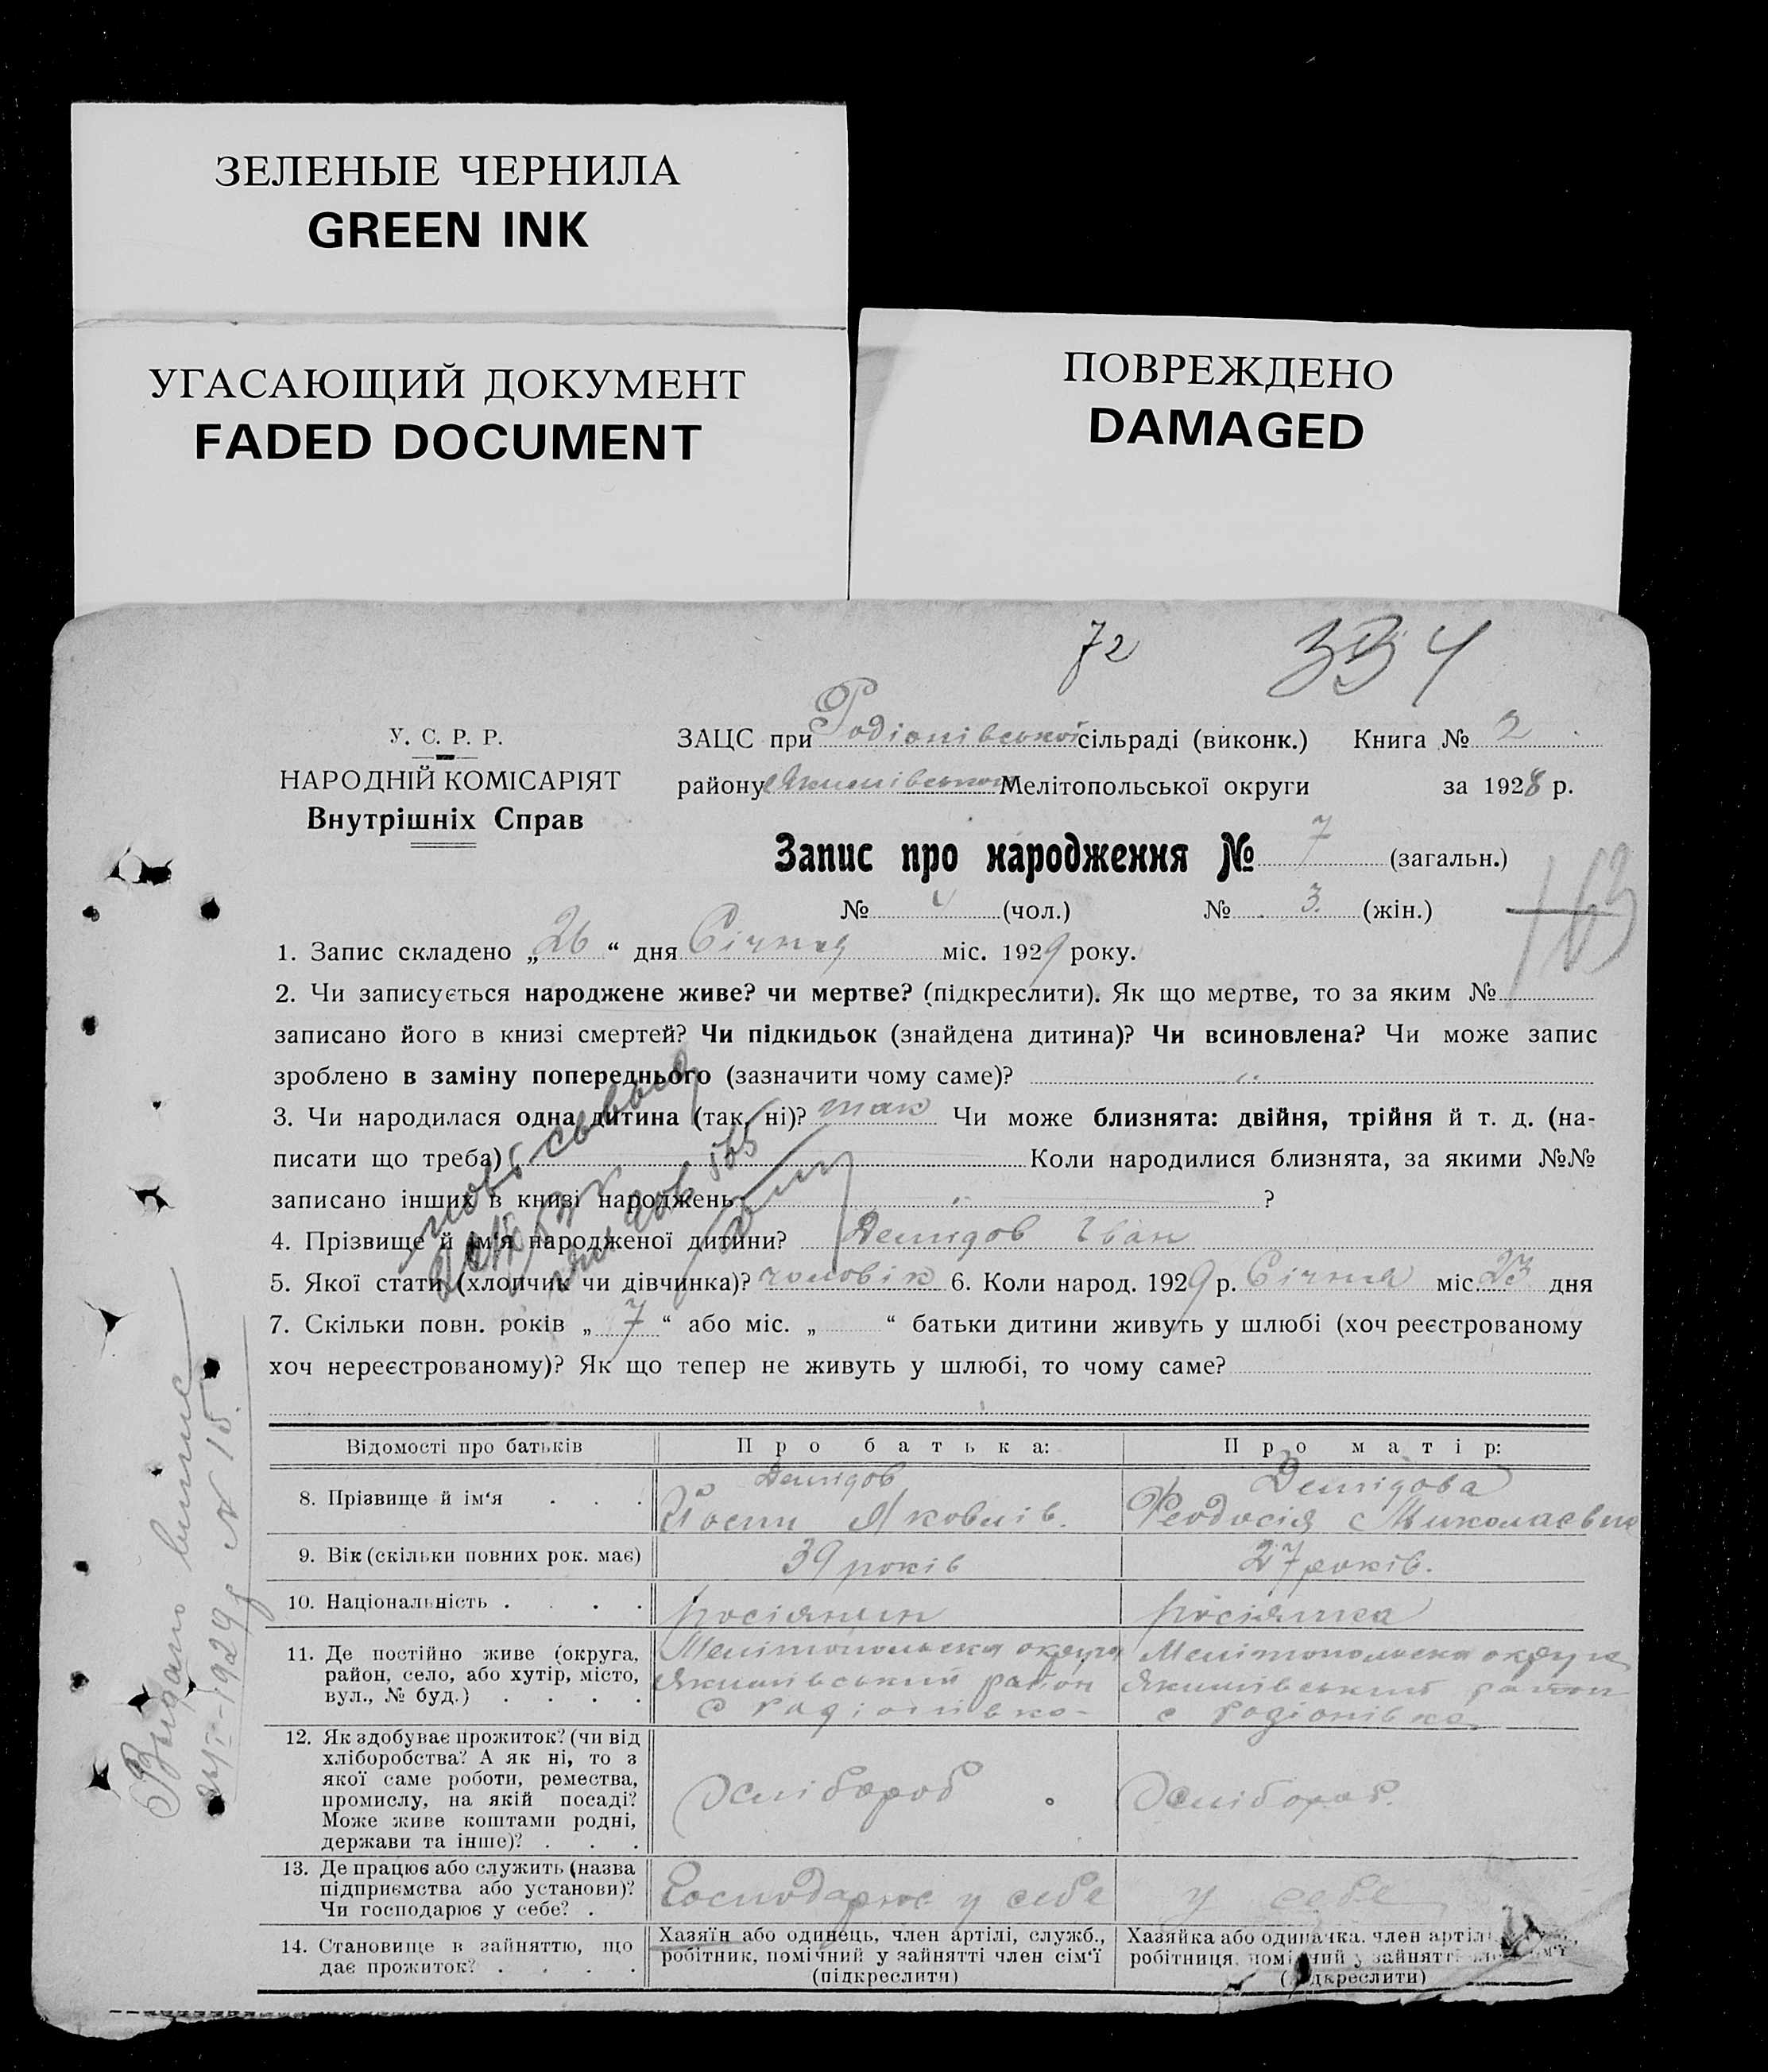 ЗЕЛЕНЫЕ ЧЕРНИЛА
GREEN INK
УГАСАЮЩИЙ ДОКУМЕНТ
FADED DOCUMENT
ПОВРЕЖДЕНО
DAMAGED
72
334
У. С. Р. Р.
НАРОДНІЙ КОМІСАРІЯТ
Внутрішніх Справ
ЗАЦС при Родіонівської сільраді (виконк.) Книга № 2
району Якимівського Мелітопольської округи за 1928 р.
Запис про народження № 7 (загальн.)
№ 4 (чол.) № 3 (жін.)
163
1. Запис складено „26“ дня Січня міс. 1929 року.
2. Чи записується народжене живе? чи мертве? (підкреслити). Як що мертве, то за яким №
записано його в книзі смертей? Чи підкидьок (знайдена дитина)? Чи всиновлена? Чи може запис
зроблено в заміну попереднього (зазначити чому саме)? "
3. Чи народилася одна дитина (так, ні)? так Чи може близнята: двійня, трійня й т. д. (на-
писати що треба) Коли народилися близнята, за якими №№
записано інших в книзі народжень " ?
4. Прізвище й ім'я народженої дитини? Демидов Іван
5. Якої стати (хлопчик чи дівчинка)? чоловік 6. Коли народ. 1929 р. Січня міс. 23 дня
7. Скільки повн. років „7“ або міс. „ “ батьки дитини живуть у шлюбі (хоч реєстрованому
хоч нереєстрованому)? Як що тепер не живуть у шлюбі, то чому саме?
Відомості про батьків
Про батька:
Про матір:
8. Прізвище й ім'я . . .
Демидов
Йосип Яковлів.
Демидова
Феодосія Миколаевна
9. Вік (скільки повних рок. має)
39 років
27 років.
10. Національність . . . .
росіянин
росіянка
11. Де постійно живе (округа,
район, село, або хутір, місто,
вул., № буд.) . . . .
Мелітопольска округа
Якимівський район
с Радіонівка
Мелітопольска округа
Якимівський район
с Родіонівка
12. Як здобуває прожиток? (чи від
хліборобства? А як ні, то з
якої саме роботи, ремества,
промислу, на якій посаді?
Може живе коштами родні,
держави та інше)? . . .
Хлібороб
Хлібороб.
13. Де працює або служить (назва
підприємства або установи)?
Чи господарює у себе? .
Господарює у себе
у себе
14. Становище в зайняттю, що
дає прожиток? . . . .
Хазяїн або одинець, член артілі, служб.,
робітник, помічний у зайнятті член сім'ї
(підкреслити)
Хазяйка або одиначка. член артілі
робітниця, помічний у зайнятті член сім'ї
(підкреслити)
Видано випис
1929 р N 15.